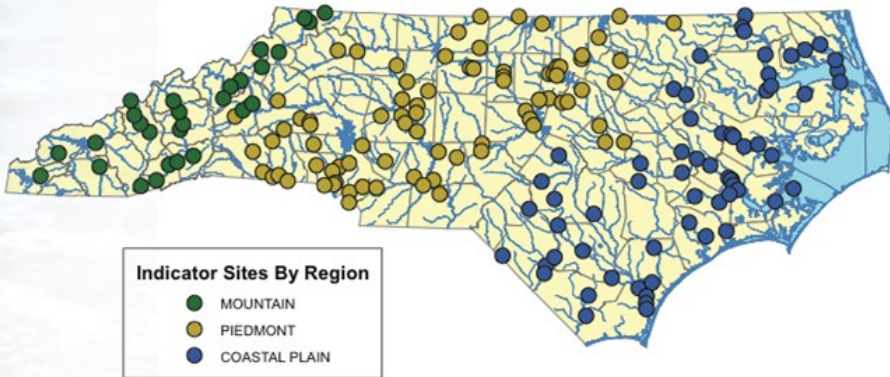 Indicator Sites By Region
MOUNTAIN
PIEDMONT
COASTAL PLAIN